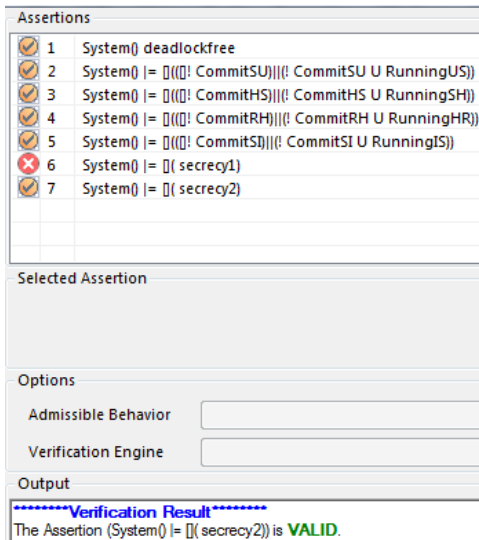 Assertions
1 System() deadlockfree
2 System() |= [](([]! CommitSU)||(! CommitSU U RunningUS))
3 System() |= [](([]! CommitHS)||(! CommitHS U RunningSH))
4 System() |= [](([]! CommitRH)||(! CommitRH U RunningHR))
5 System() |= [](([]! CommitSI)||(! CommitSI U RunningIS))
6 System() |= []( secrecy1)
7 System() |= []( secrecy2)
Selected Assertion
Options
Admissible Behavior
Verification Engine
Output
********Verification Result********
The Assertion (System() |= []( secrecy2)) is VALID.